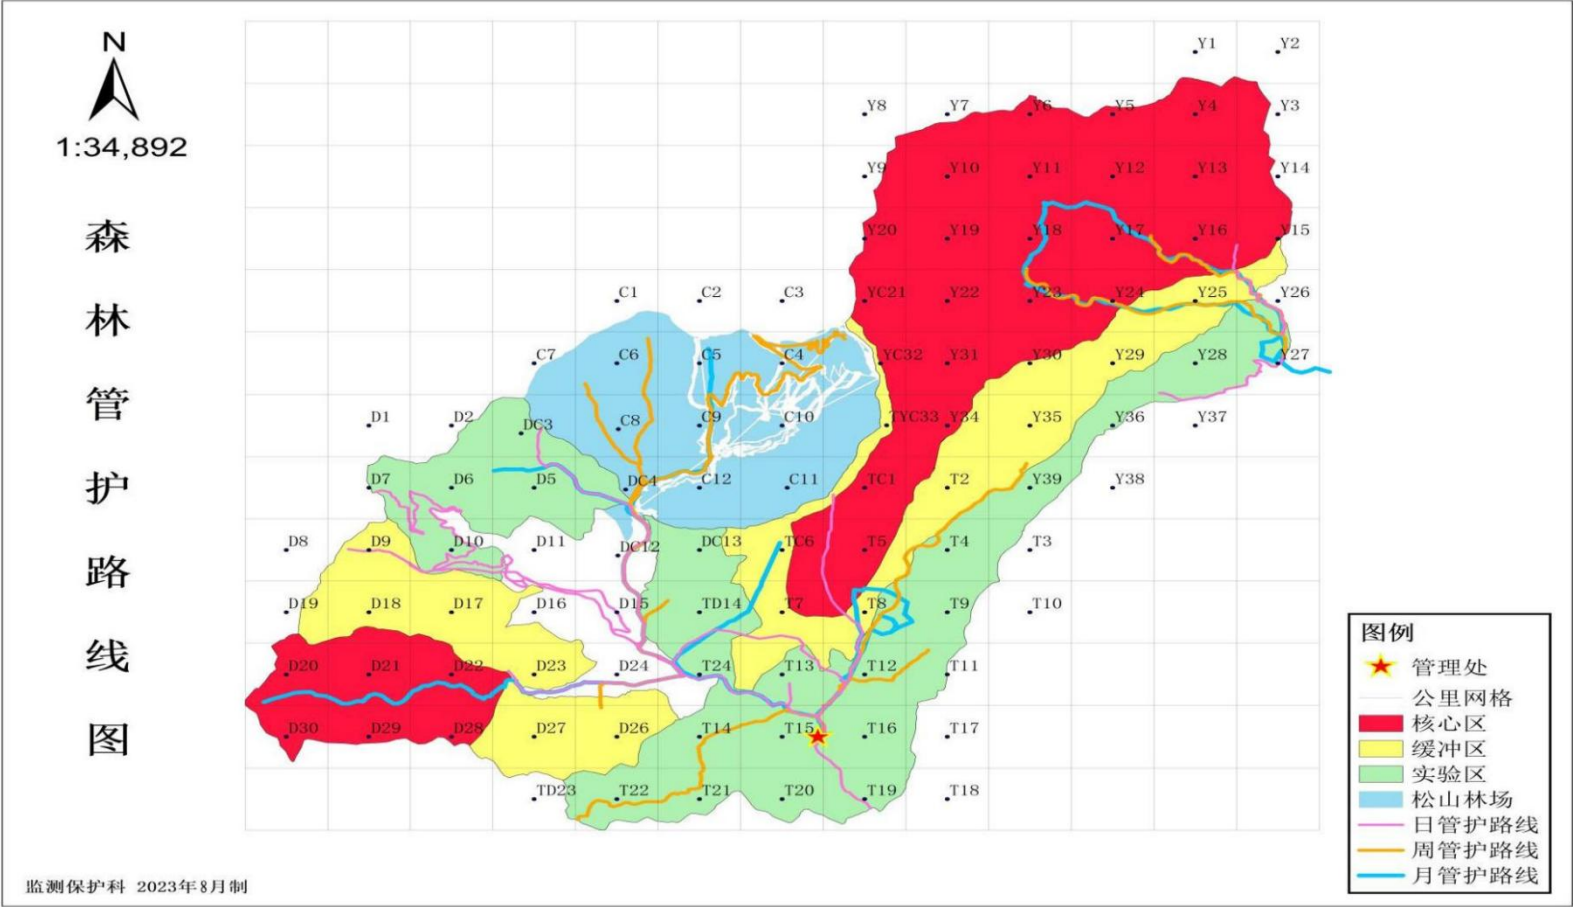 N
1:34,892
森
林
管
护
路
线
图
Y1 Y2
Y8 Y7 Y6 Y5 Y4 Y3
Y9 Y10 Y11 Y12 Y13 Y14
Y20 Y19 Y18 Y17 Y16 Y15
C1 C2 C3 YC21 Y22 Y23 Y24 Y25 Y26
C7 C6 C5 C4 YC32 Y31 Y30 Y29 Y28 Y27
D1 D2 DC3 C8 C9 C10 TYC33 Y34 Y35 Y36 Y37
D7 D6 D5 DC4 C12 C11 TC1 T2 Y39 Y38
D8 D9 D10 D11 DC12 DC13 TC6 T5 T4 T3
D19 D18 D17 D16 D15 TD14 T7 T8 T9 T10
D20 D21 D22 D23 D24 T24 T13 T12 T11
D30 D29 D28 D27 D26 T14 T15 T16 T17
TD23 T22 T21 T20 T19 T18
图例
管理处
公里网格
核心区
缓冲区
实验区
松山林场
日管护路线
周管护路线
月管护路线
监测保护科 2023年8月制